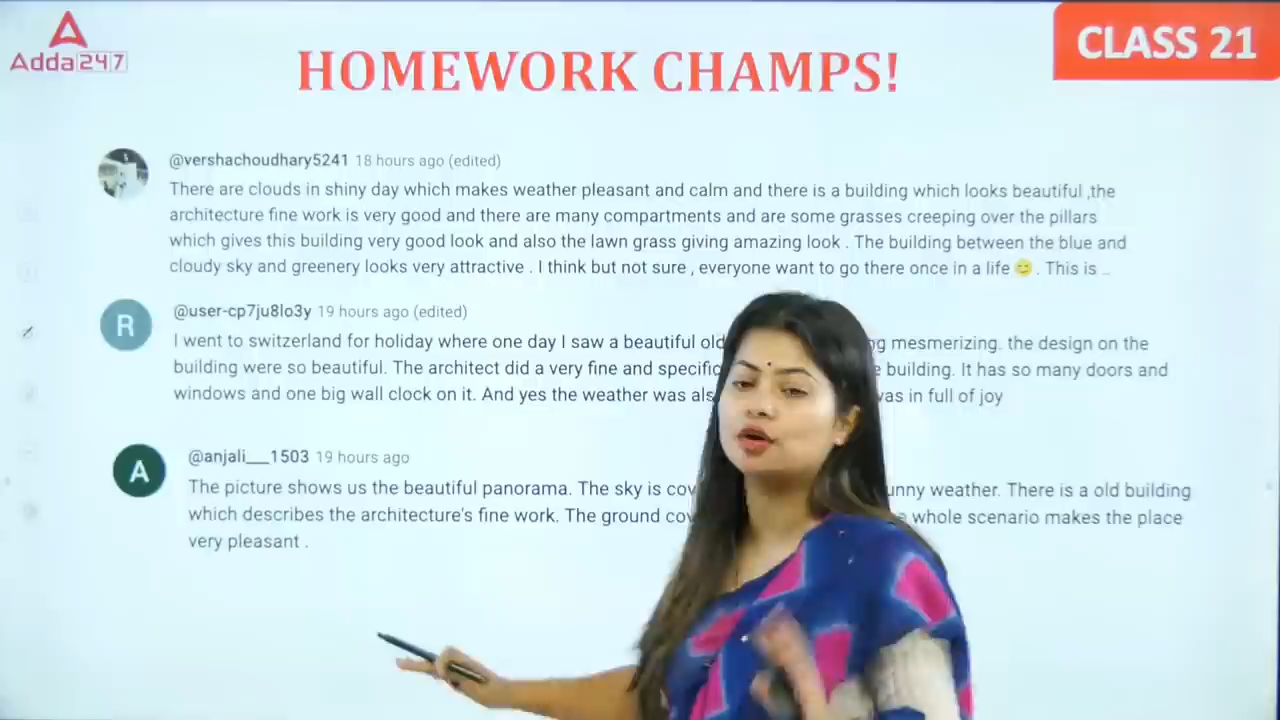 Adda247
HOMEWORK CHAMPS!
CLASS 21
@vershachoudhary5241 18 hours ago (edited)
There are clouds in shiny day which makes weather pleasant and calm and there is a building which looks beautiful ,the
architecture fine work is very good and there are many compartments and are some grasses creeping over the pillars
which gives this building very good look and also the lawn grass giving amazing look . The building between the blue and
cloudy sky and greenery looks very attractive . I think but not sure , everyone want to go there once in a life 😊 . This is ..
R
@user-cp7ju8lo3y 19 hours ago (edited)
I went to switzerland for holiday where one day I saw a beautiful old mesmerizing. the design on the
building were so beautiful. The architect did a very fine and building. It has so many doors and
windows and one big wall clock on it. And yes the weather was in full of joy
A
@anjali___1503 19 hours ago
The picture shows us the beautiful panorama. The sky is weather. There is a old building
which describes the architecture's fine work. The ground whole scenario makes the place
very pleasant .